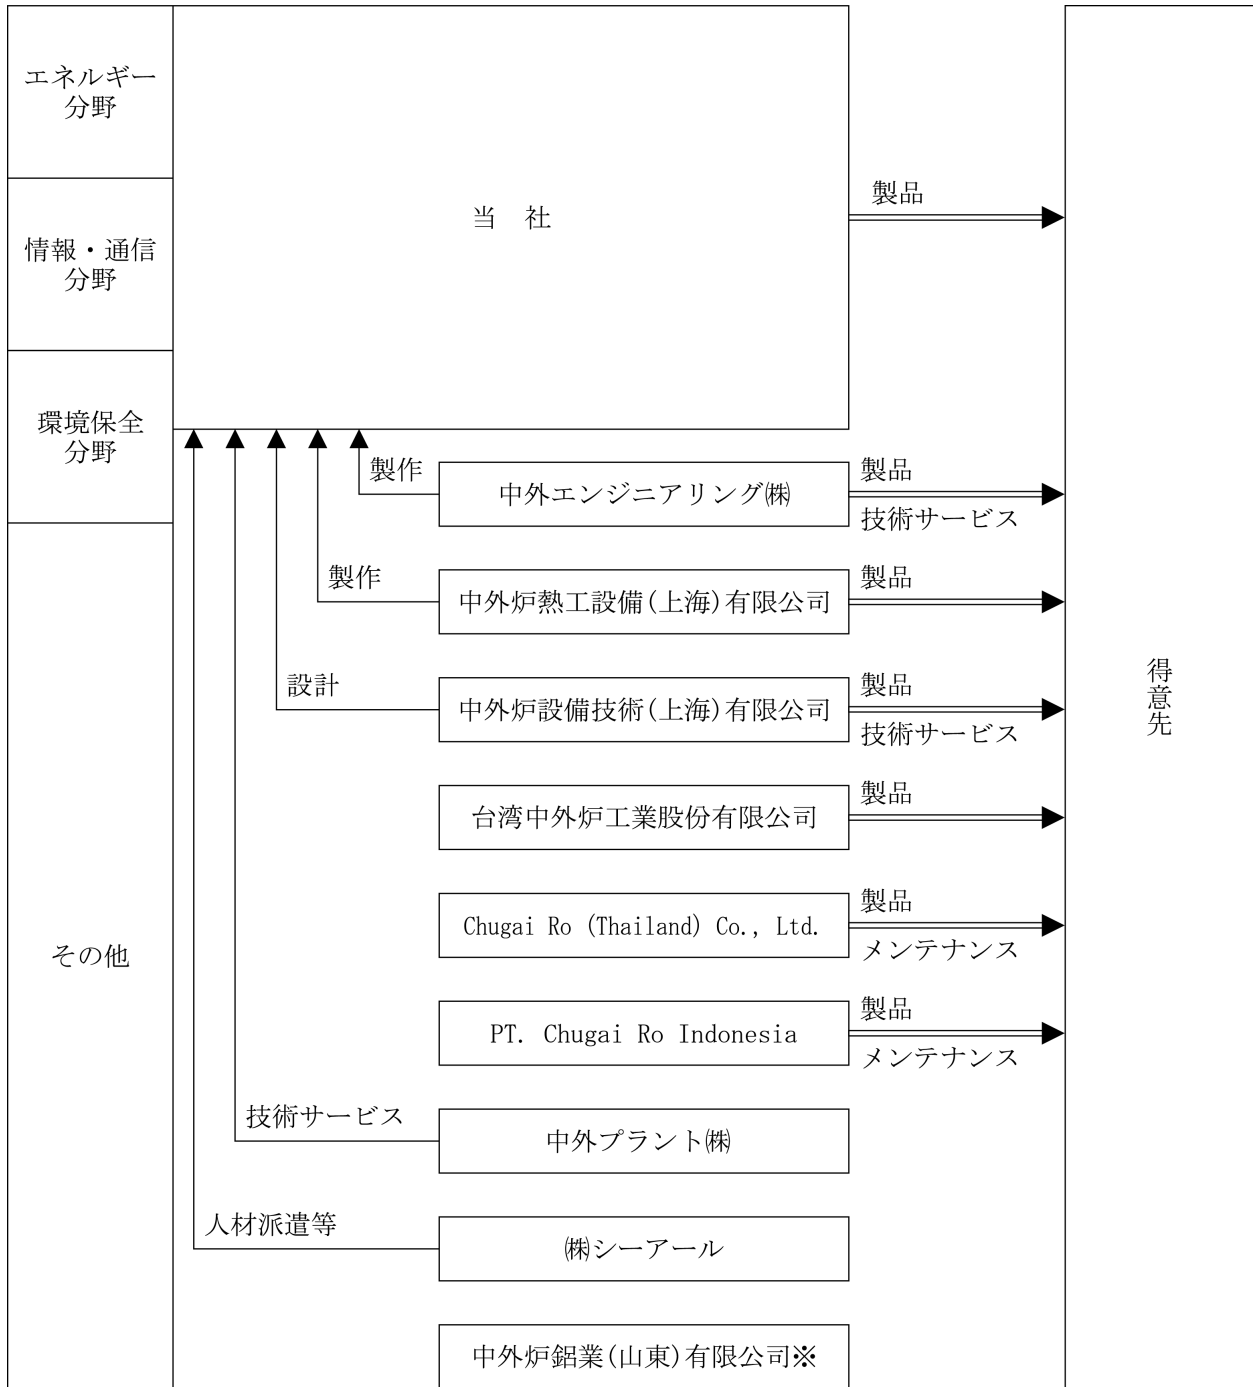 エネルギー
分野
情報・通信
分野
環境保全
分野
その他
当　社
製品
製作
中外エンジニアリング㈱
製品
技術サービス
製作
中外炉熱工設備(上海)有限公司
製品
設計
中外炉設備技術(上海)有限公司
製品
技術サービス
台湾中外炉工業股份有限公司
製品
Chugai Ro (Thailand) Co., Ltd.
製品
メンテナンス
PT. Chugai Ro Indonesia
製品
メンテナンス
技術サービス
中外プラント㈱
人材派遣等
㈱シーアール
中外炉鋁業(山東)有限公司※
得意先